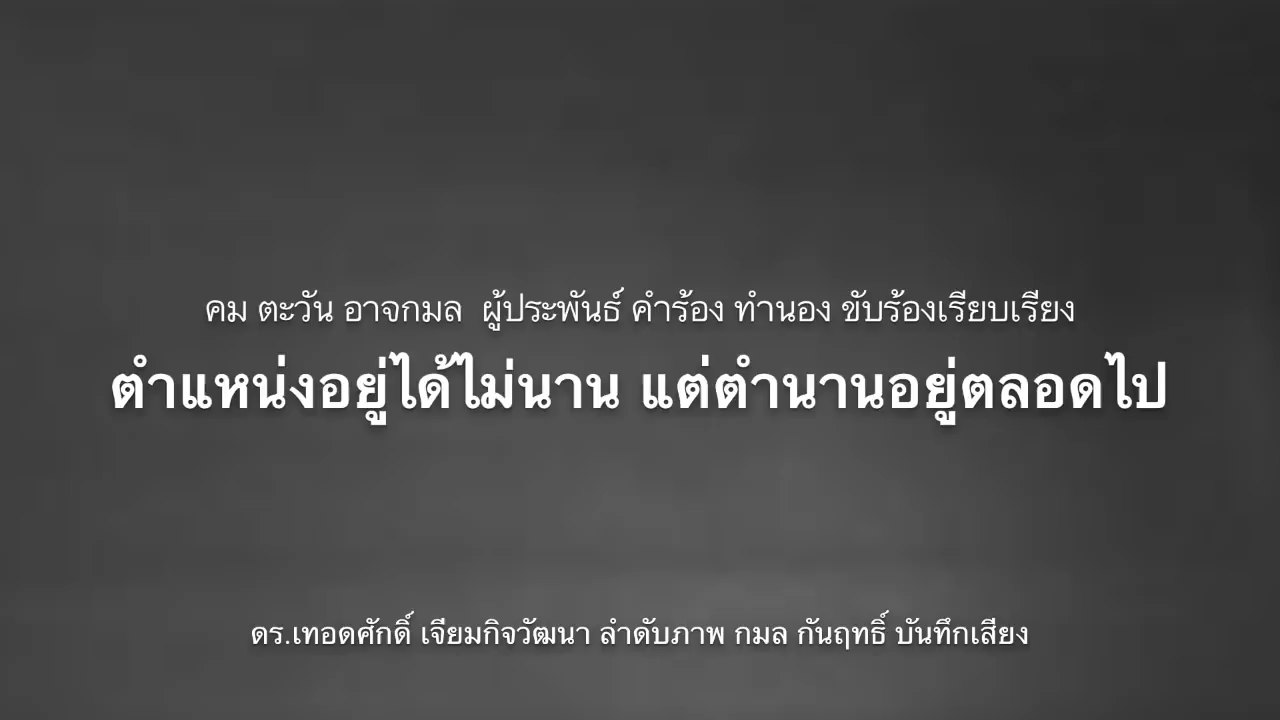 คม ตะวัน อาจกมล ผู้ประพันธ์ คำร้อง ทำนอง ขับร้องเรียบเรียง
ตำแหน่งอยู่ได้ไม่นาน แต่ตำนานอยู่ตลอดไป
ดร.เทอดศักดิ์ เจียมกิจวัฒนา ลำดับภาพ กมล กันฤทธิ์ บันทึกเสียง